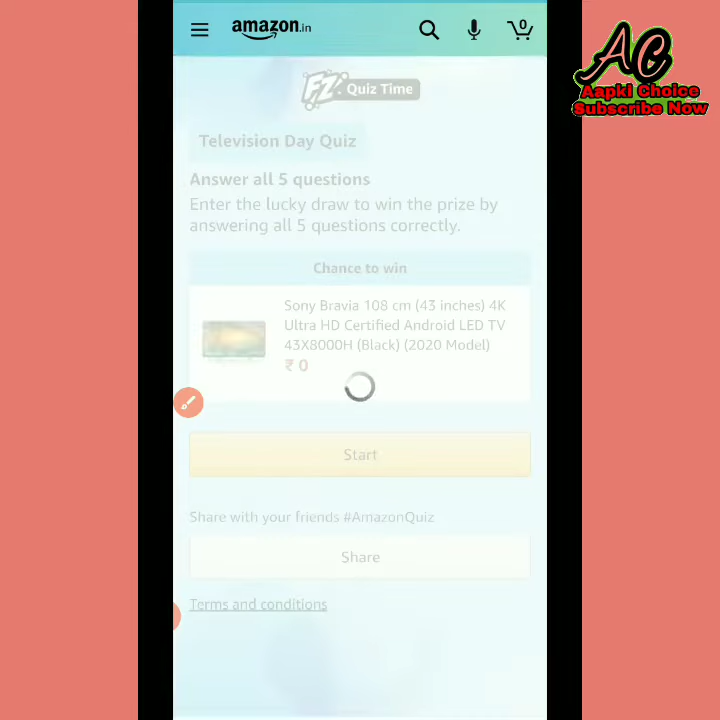 amazon.in
0
AC
Aapki Choice
Subscribe Now
FZ. Quiz Time
Television Day Quiz
Answer all 5 questions
Enter the lucky draw to win the prize by
answering all 5 questions correctly.
Chance to win
Sony Bravia 108 cm (43 inches) 4K
Ultra HD Certified Android LED TV
43X8000H (Black) (2020 Model)
₹ 0
Start
Share with your friends #AmazonQuiz
Share
Terms and conditions